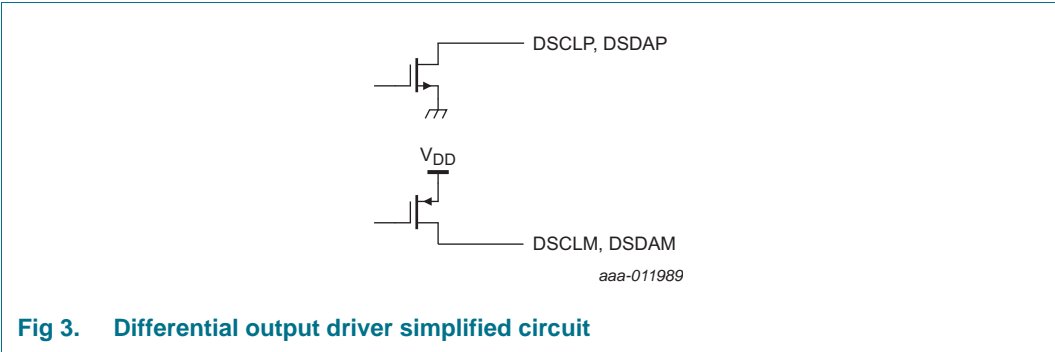 DSCLP, DSDAP
VDD
DSCLM, DSDAM
aaa-011989
Fig 3. Differential output driver simplified circuit